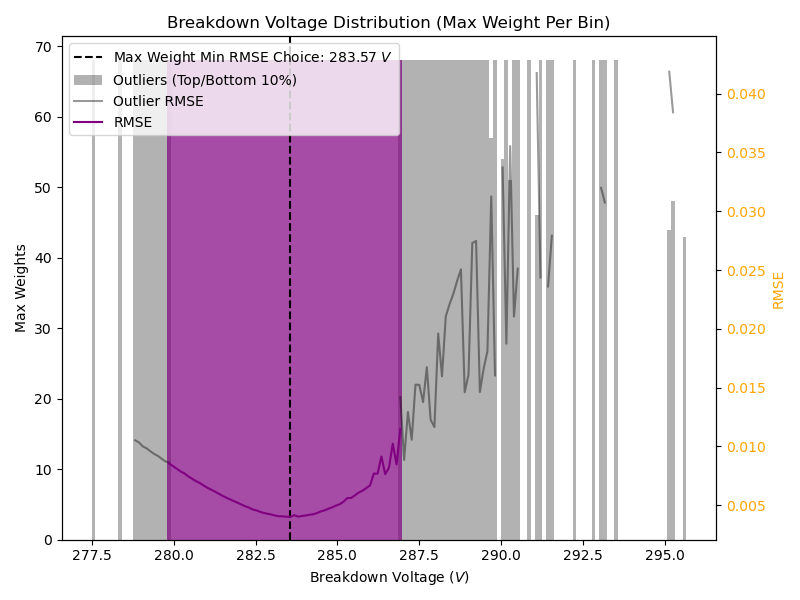 Breakdown Voltage Distribution (Max Weight Per Bin)
Max Weight Min RMSE Choice: 283.57 V
Outliers (Top/Bottom 10%)
Outlier RMSE
RMSE
70
60
50
40
30
20
10
0
Max Weights
0.040
0.035
0.030
0.025
0.020
0.015
0.010
0.005
RMSE
277.5 280.0 282.5 285.0 287.5 290.0 292.5 295.0
Breakdown Voltage (V)